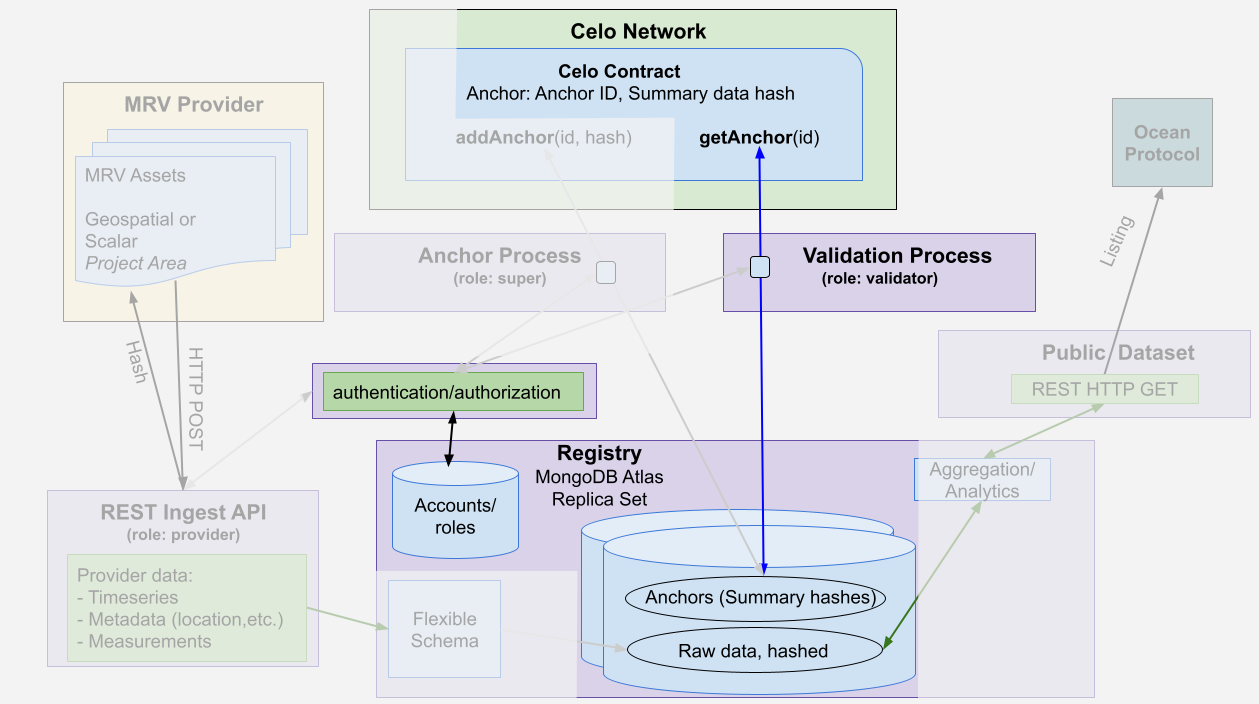 Celo Network
Celo Contract
Anchor: Anchor ID, Summary data hash
addAnchor(id, hash)
getAnchor(id)
MRV Provider
MRV Assets
Geospatial or
Scalar
Project Area
Ocean
Protocol
Listing
Anchor Process
(role: super)
Validation Process
(role: validator)
Hash
HTTP POST
Public Dataset
REST HTTP GET
authentication/authorization
Registry
MongoDB Atlas
Replica Set
Accounts/
roles
Aggregation/
Analytics
REST Ingest API
(role: provider)
Provider data:
- Timeseries
- Metadata (location,etc.)
- Measurements
Flexible
Schema
Anchors (Summary hashes)
Raw data, hashed